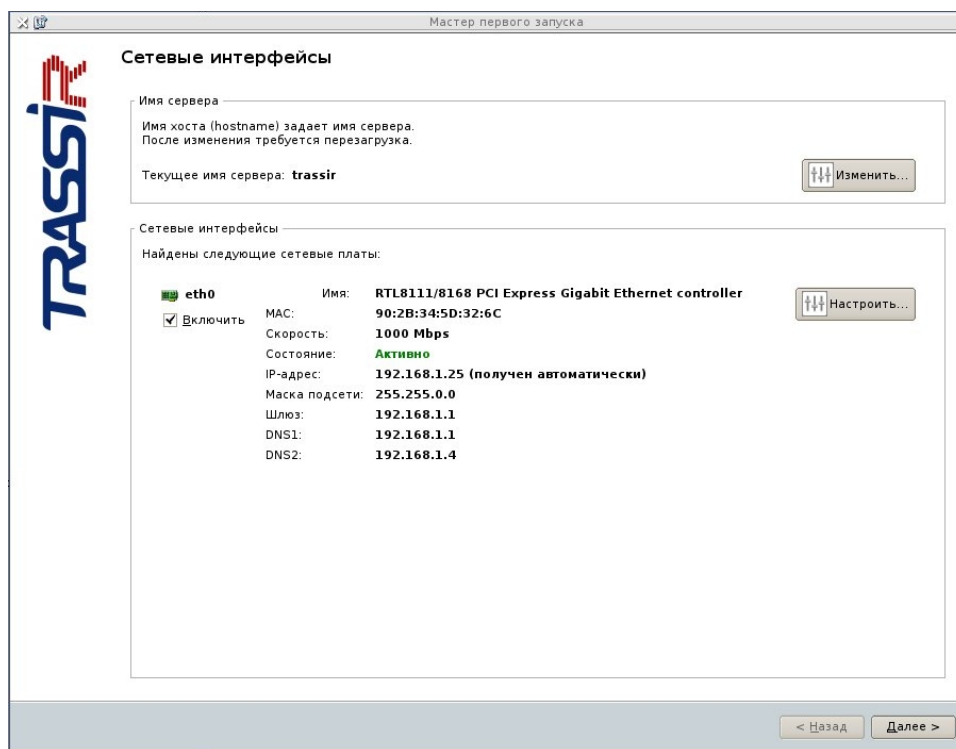 Мастер первого запуска
TRASSIR
Сетевые интерфейсы
Имя сервера
Имя хоста (hostname) задает имя сервера.
После изменения требуется перезагрузка.
Текущее имя сервера: trassir
Изменить...
Сетевые интерфейсы
Найдены следующие сетевые платы:
eth0
Включить
Имя: RTL8111/8168 PCI Express Gigabit Ethernet controller
MAC: 90:2B:34:5D:32:6C
Скорость: 1000 Mbps
Состояние: Активно
IP-адрес: 192.168.1.25 (получен автоматически)
Маска подсети: 255.255.0.0
Шлюз: 192.168.1.1
DNS1: 192.168.1.1
DNS2: 192.168.1.4
Настроить...
< Назад
Далее >